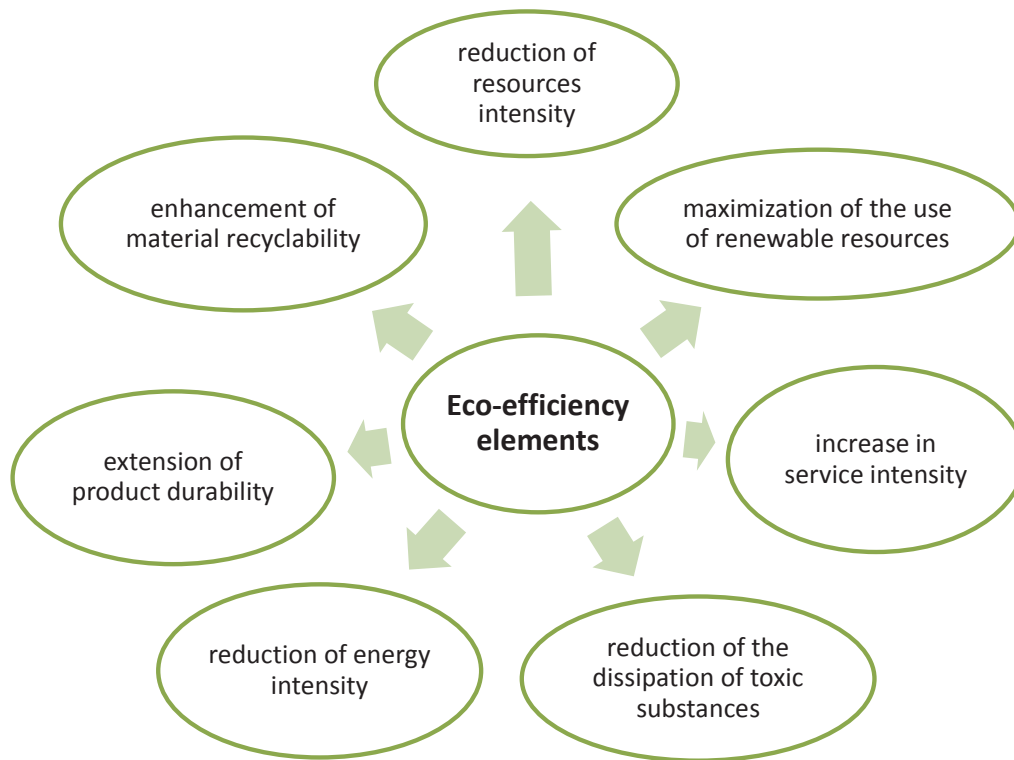 reduction of
resources
intensity
enhancement of
material recyclability
maximization of the use
of renewable resources
Eco-efficiency
elements
extension of
product durability
increase in
service intensity
reduction of energy
intensity
reduction of the
dissipation of toxic
substances